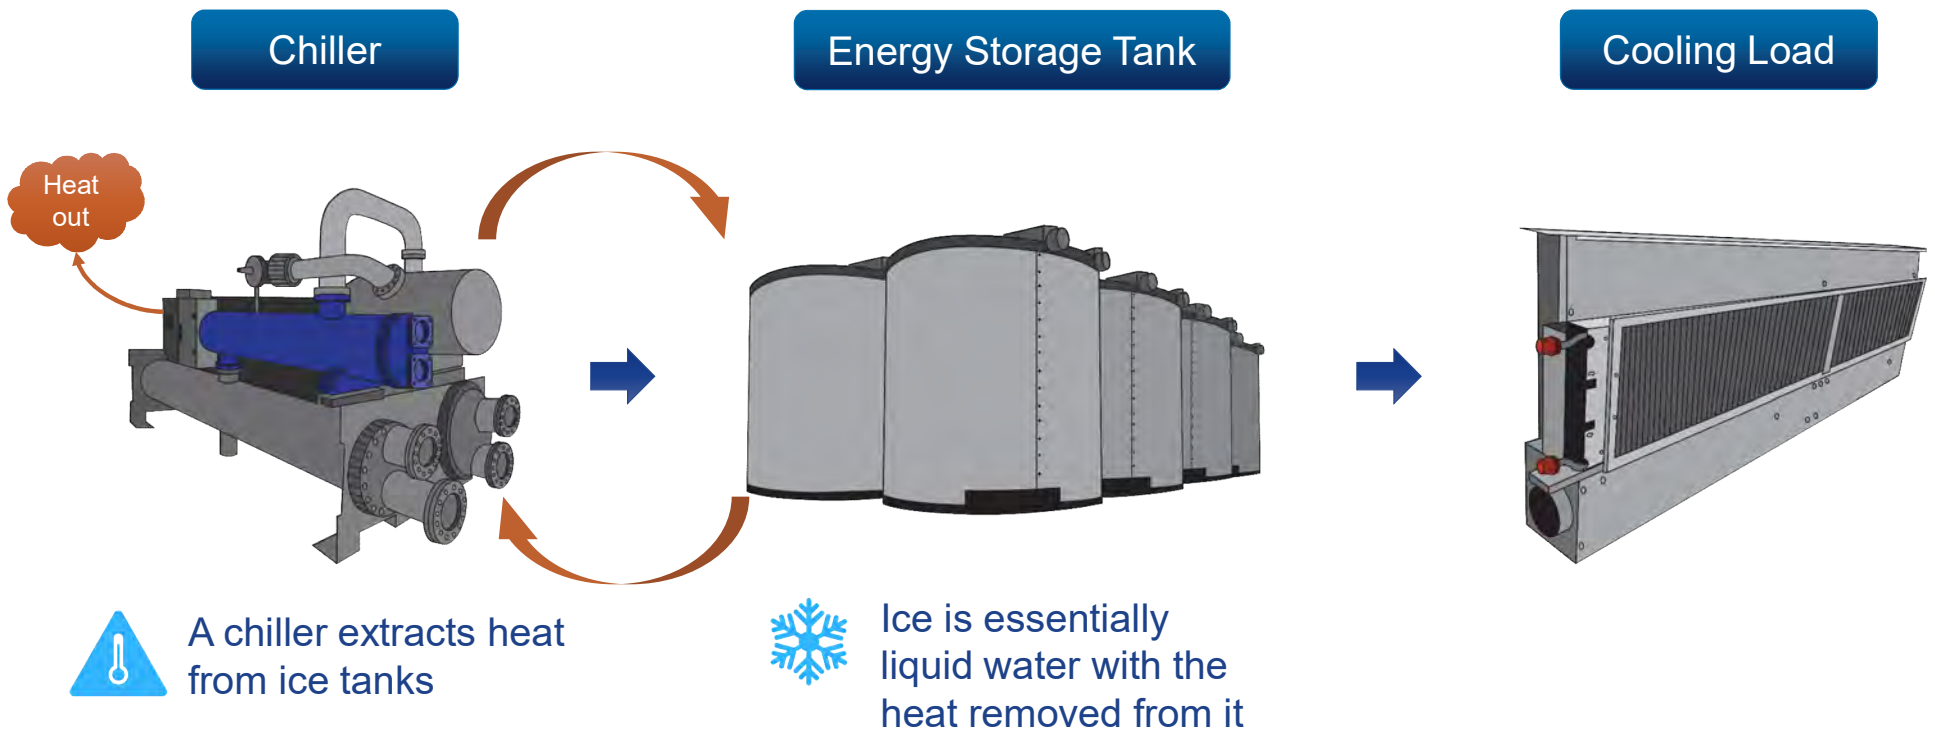 Chiller
Energy Storage Tank
Cooling Load
Heat
out
A chiller extracts heat
from ice tanks
Ice is essentially
liquid water with the
heat removed from it